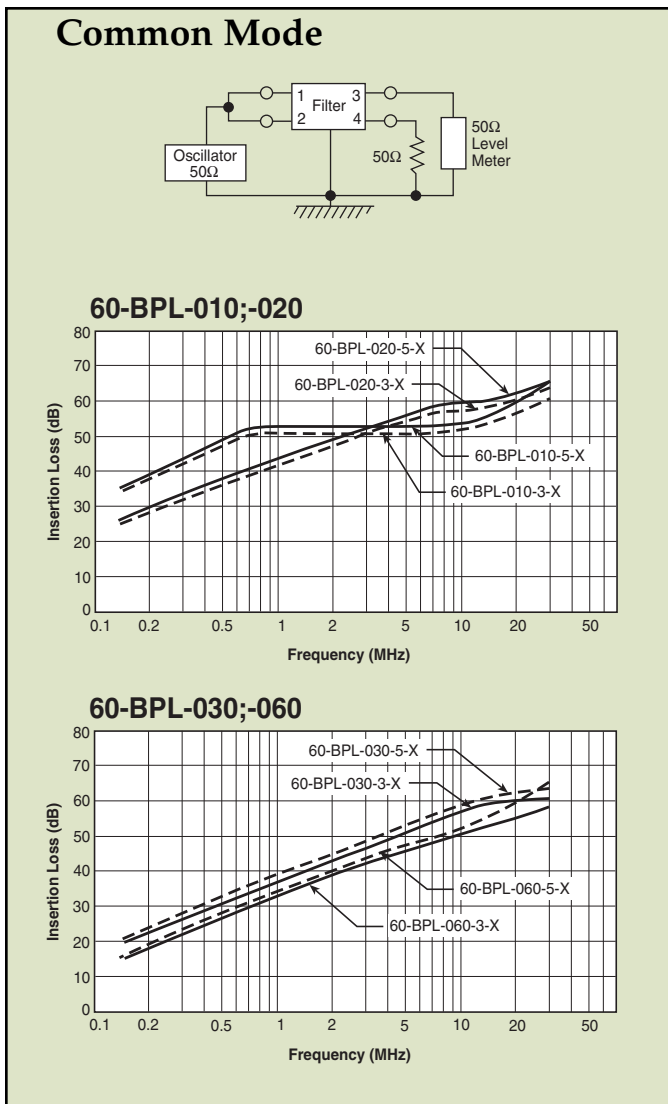 Common Mode
1 3
Filter
2 4
Oscillator
50Ω
50Ω
50Ω
Level
Meter
60-BPL-010;-020
80
70
60
50
40
30
20
10
0
Insertion Loss (dB)
60-BPL-020-5-X
60-BPL-020-3-X
60-BPL-010-5-X
60-BPL-010-3-X
0.1 0.2 0.5 1 2 5 10 20 50
Frequency (MHz)
60-BPL-030;-060
80
70
60
50
40
30
20
10
0
Insertion Loss (dB)
60-BPL-030-5-X
60-BPL-030-3-X
60-BPL-060-5-X
60-BPL-060-3-X
0.1 0.2 0.5 1 2 5 10 20 50
Frequency (MHz)